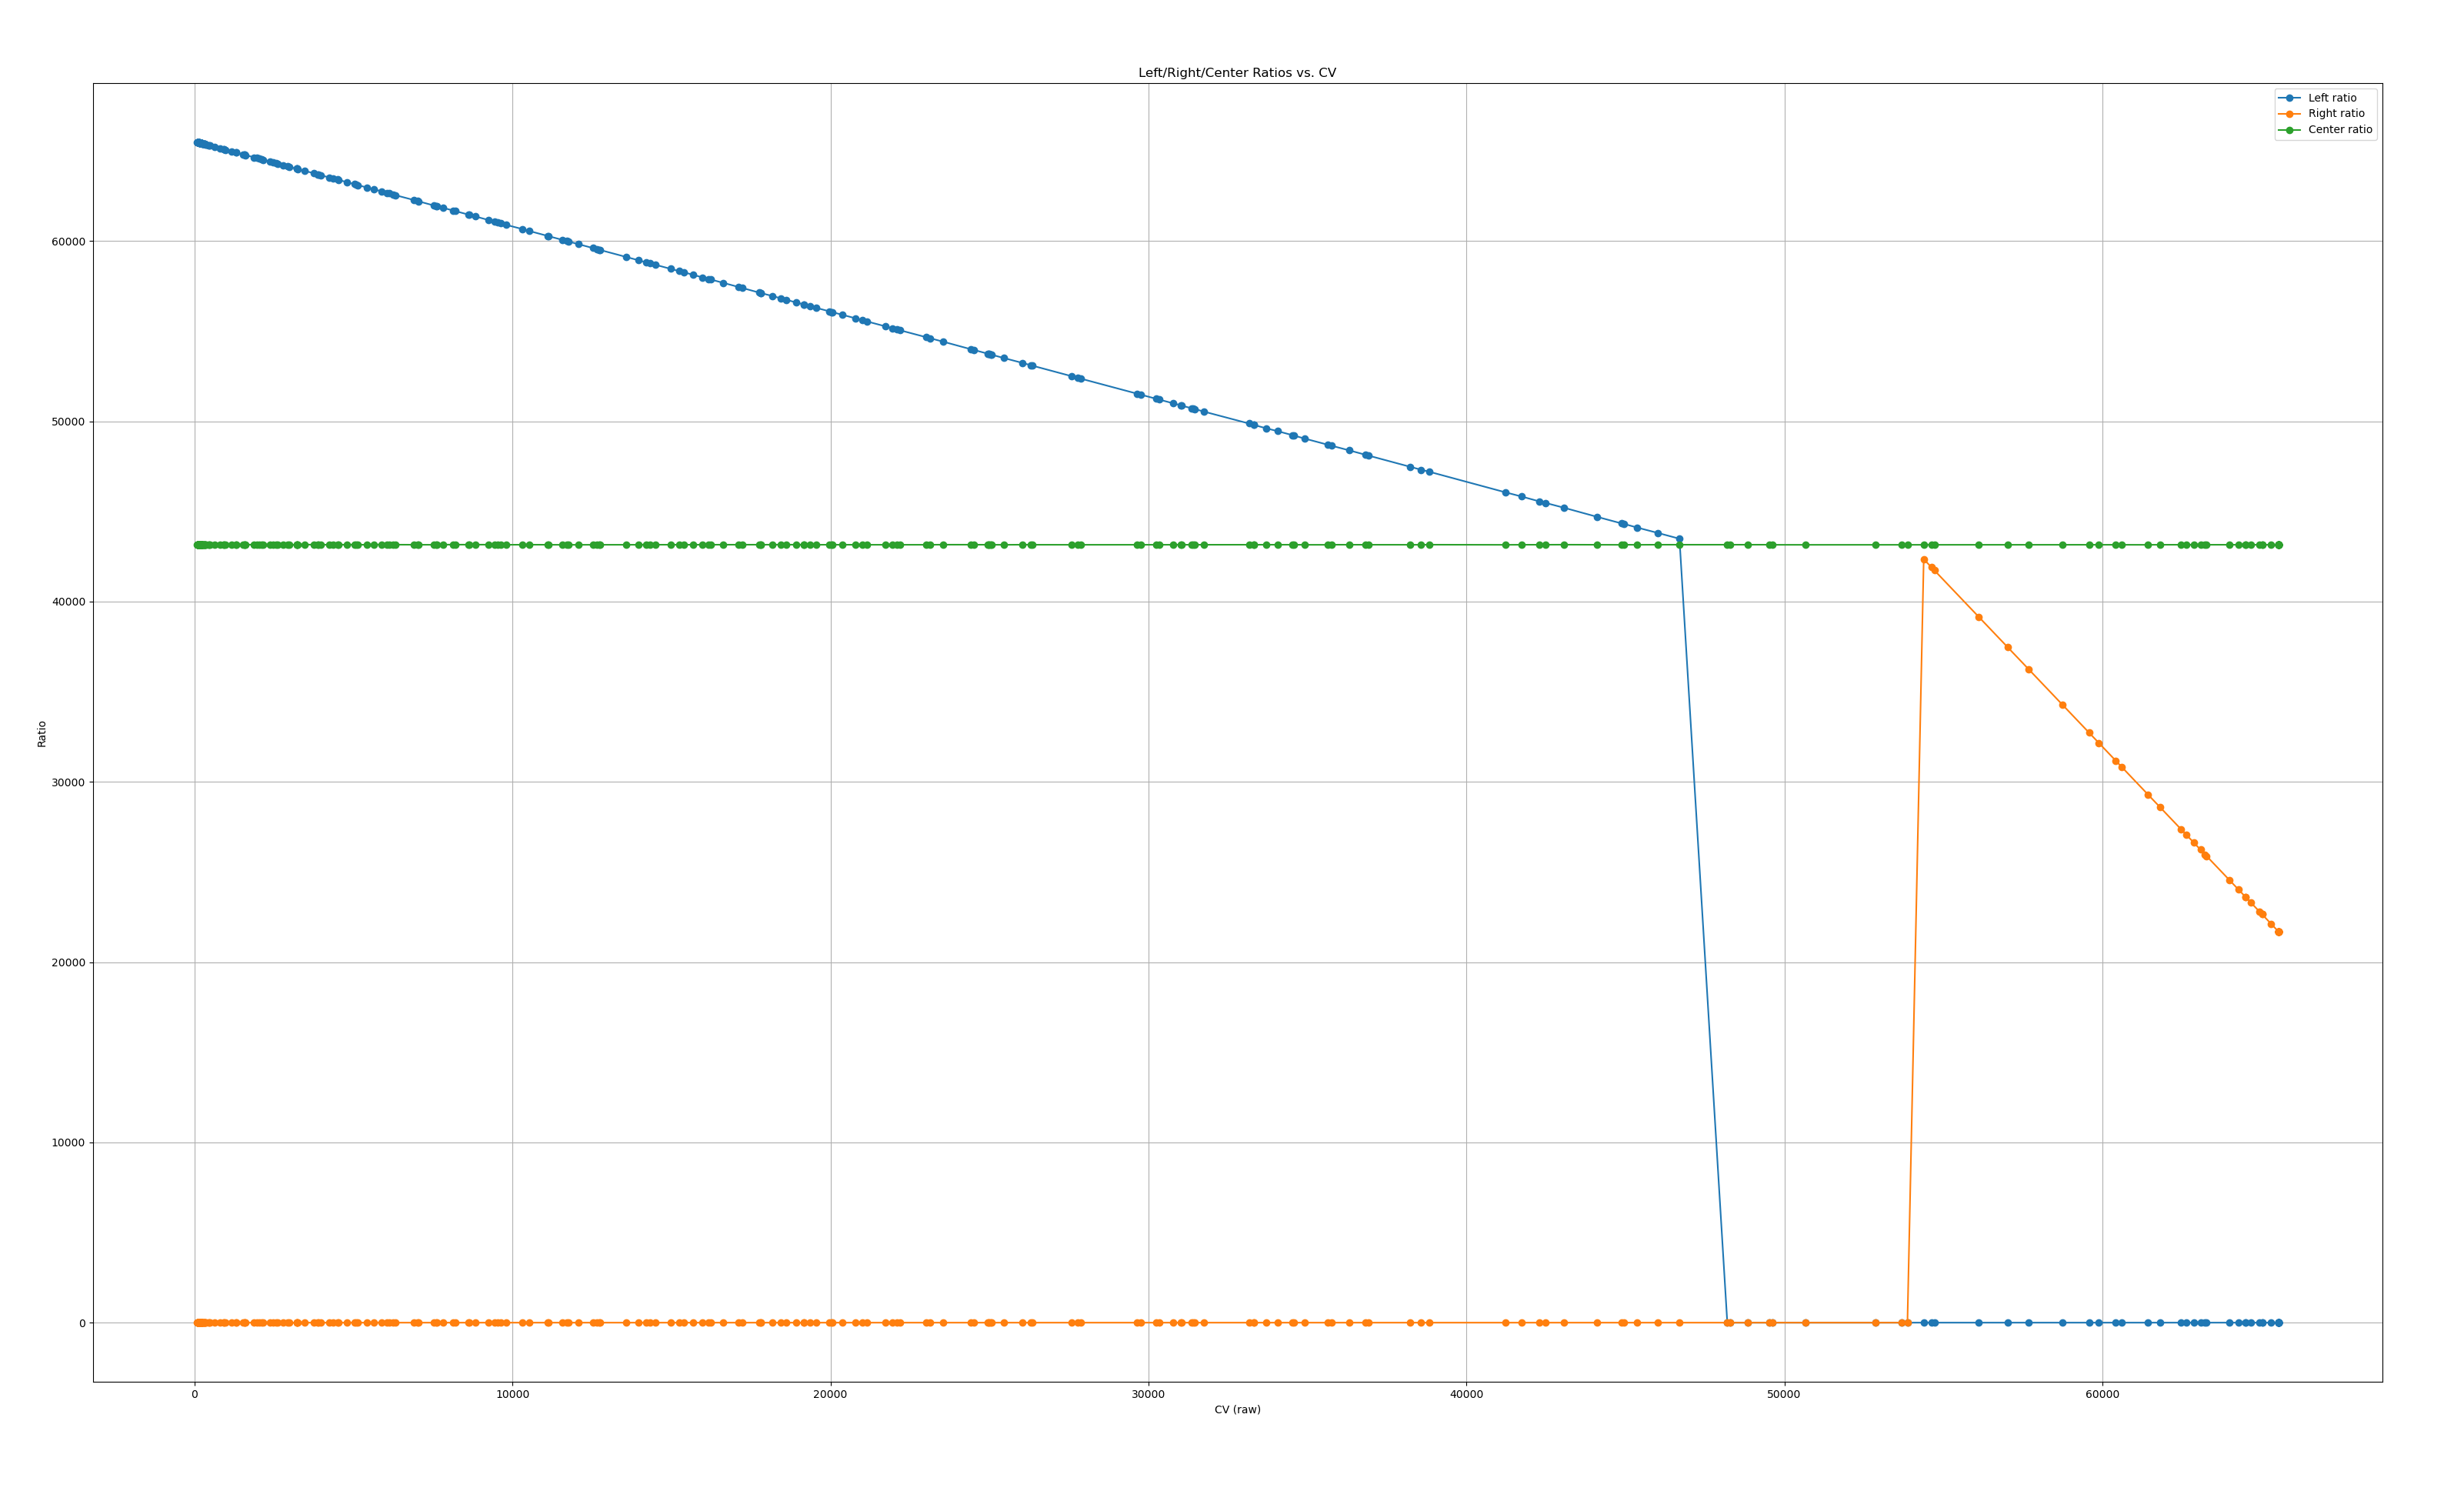 Left/Right/Center Ratios vs. CV
Left ratio
Right ratio
Center ratio
60000
50000
40000
30000
20000
10000
0
Ratio
0 10000 20000 30000 40000 50000 60000
CV (raw)